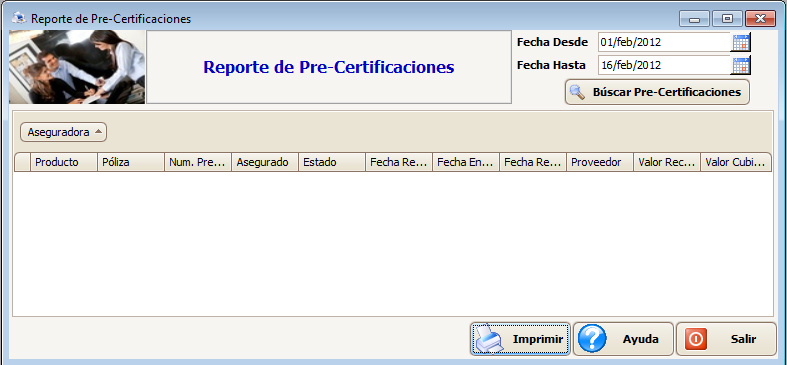 Reporte de Pre-Certificaciones
Reporte de Pre-Certificaciones
Fecha Desde 01/feb/2012
Fecha Hasta 16/feb/2012
Búscar Pre-Certificaciones
Aseguradora
Producto Póliza Num. Pre... Asegurado Estado Fecha Re... Fecha En... Fecha Re... Proveedor Valor Rec... Valor Cubi...
Imprimir Ayuda Salir